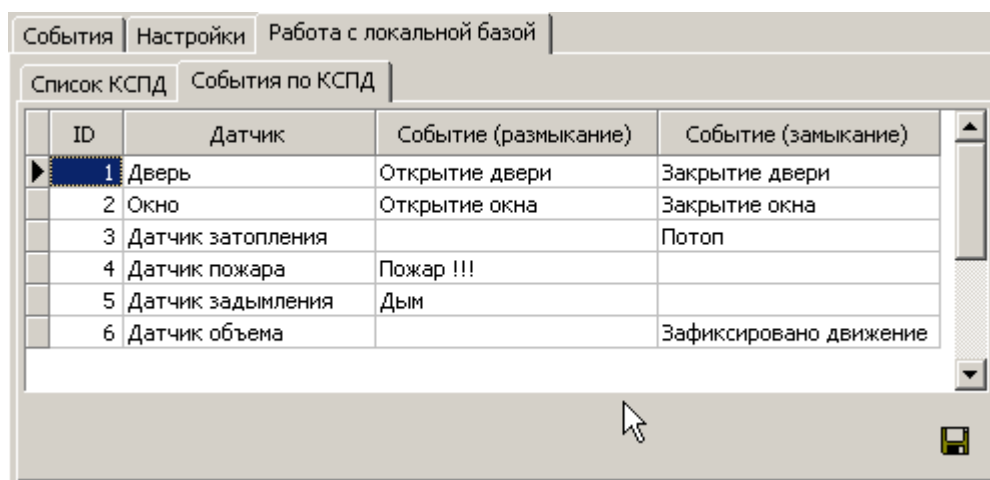 События Настройки Работа с локальной базой
Список КСПД События по КСПД
ID Датчик Событие (размыкание) Событие (замыкание)
1 Дверь Открытие двери Закрытие двери
2 Окно Открытие окна Закрытие окна
3 Датчик затопления Потоп
4 Датчик пожара Пожар !!!
5 Датчик задымления Дым
6 Датчик объема Зафиксировано движение